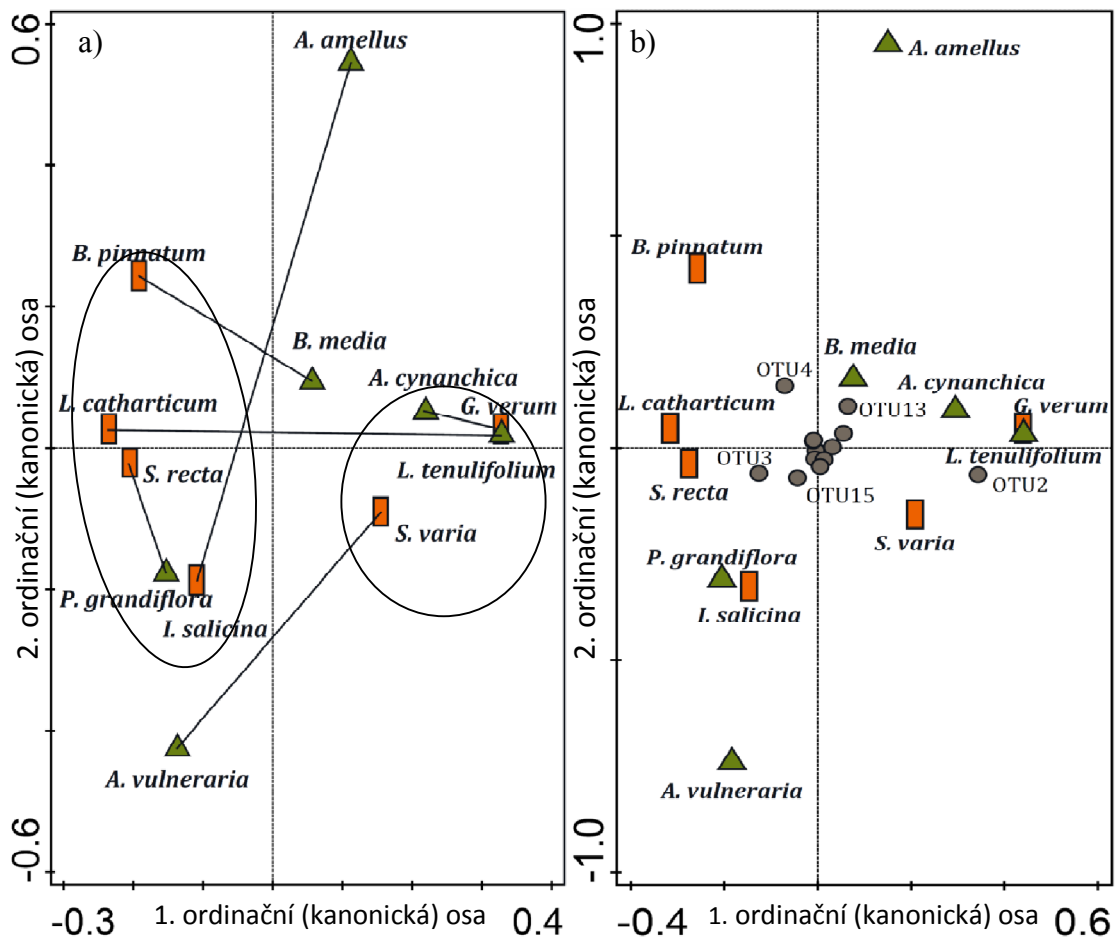 a)
0.6
2. ordinační (kanonická) osa
-0.6
A. amellus
B. pinnatum
B. media
A. cynanchica
L. catharticum
G. verum
S. recta
L. tenulifolium
S. varia
P. grandiflora
I. salicina
A. vulneraria
-0.3
1. ordinační (kanonická) osa
0.4
b)
1.0
2. ordinační (kanonická) osa
-1.0
A. amellus
B. pinnatum
B. media
OTU4
A. cynanchica
L. catharticum
OTU13
G. verum
OTU3
L. tenulifolium
S. recta
OTU15
OTU2
S. varia
P. grandiflora
I. salicina
A. vulneraria
-0.4
1. ordinační (kanonická) osa
0.6